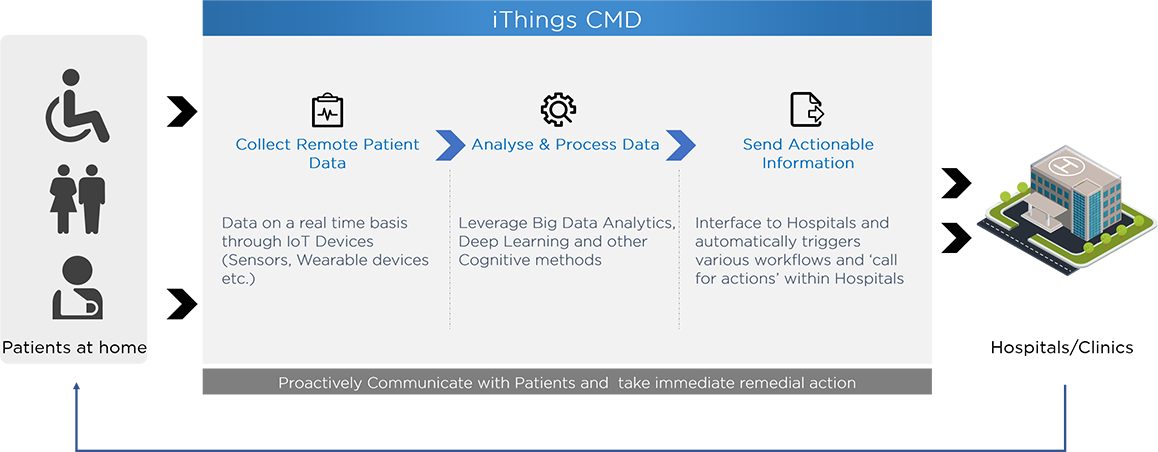 iThings CMD
Patients at home
Collect Remote Patient
Data
Data on a real time basis
through IoT Devices
(Sensors, Wearable devices
etc.)
Analyse & Process Data
Leverage Big Data Analytics,
Deep Learning and other
Cognitive methods
Send Actionable
Information
Interface to Hospitals and
automatically triggers
various workflows and ‘call
for actions’ within Hospitals
H
Hospitals/Clinics
Proactively Communicate with Patients and  take immediate remedial action